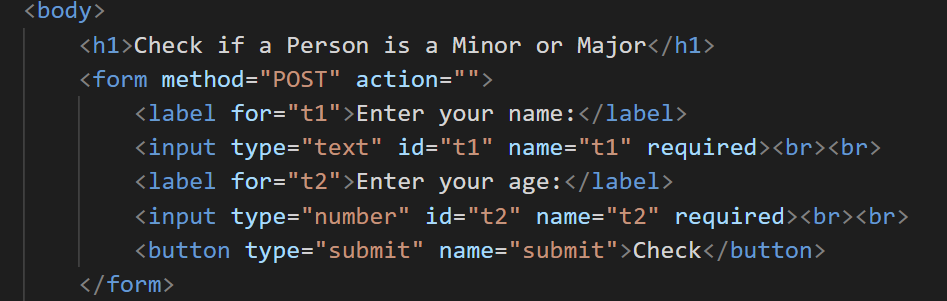 <body>
<h1>Check if a Person is a Minor or Major</h1>
<form method="POST" action="">
<label for="t1">Enter your name:</label>
<input type="text" id="t1" name="t1" required><br><br>
<label for="t2">Enter your age:</label>
<input type="number" id="t2" name="t2" required><br><br>
<button type="submit" name="submit">Check</button>
</form>